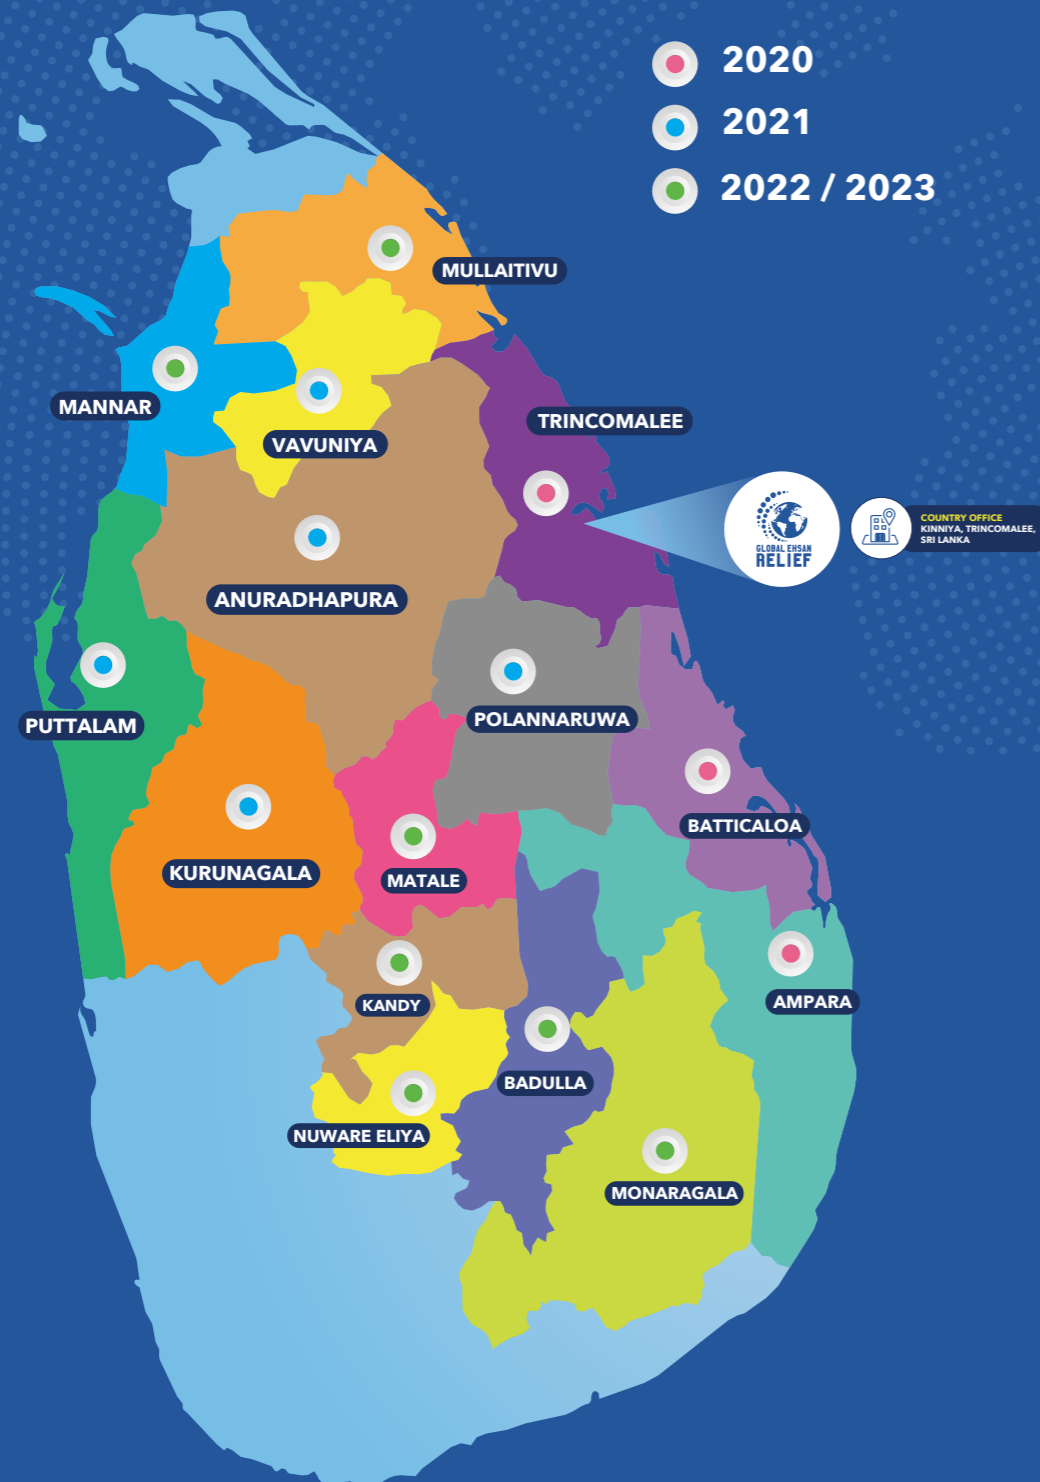 2020
2021
2022 / 2023
MULLAITIVU
MANNAR
VAVUNIYA
TRINCOMALEE
GLOBAL EHSAN
RELIEF
COUNTRY OFFICE
KINNIYA, TRINCOMALEE,
SRI LANKA
ANURADHAPURA
PUTTALAM
POLANNARUWA
BATTICALOA
KURUNAGALA
MATALE
KANDY
AMPARA
BADULLA
NUWARE ELIYA
MONARAGALA